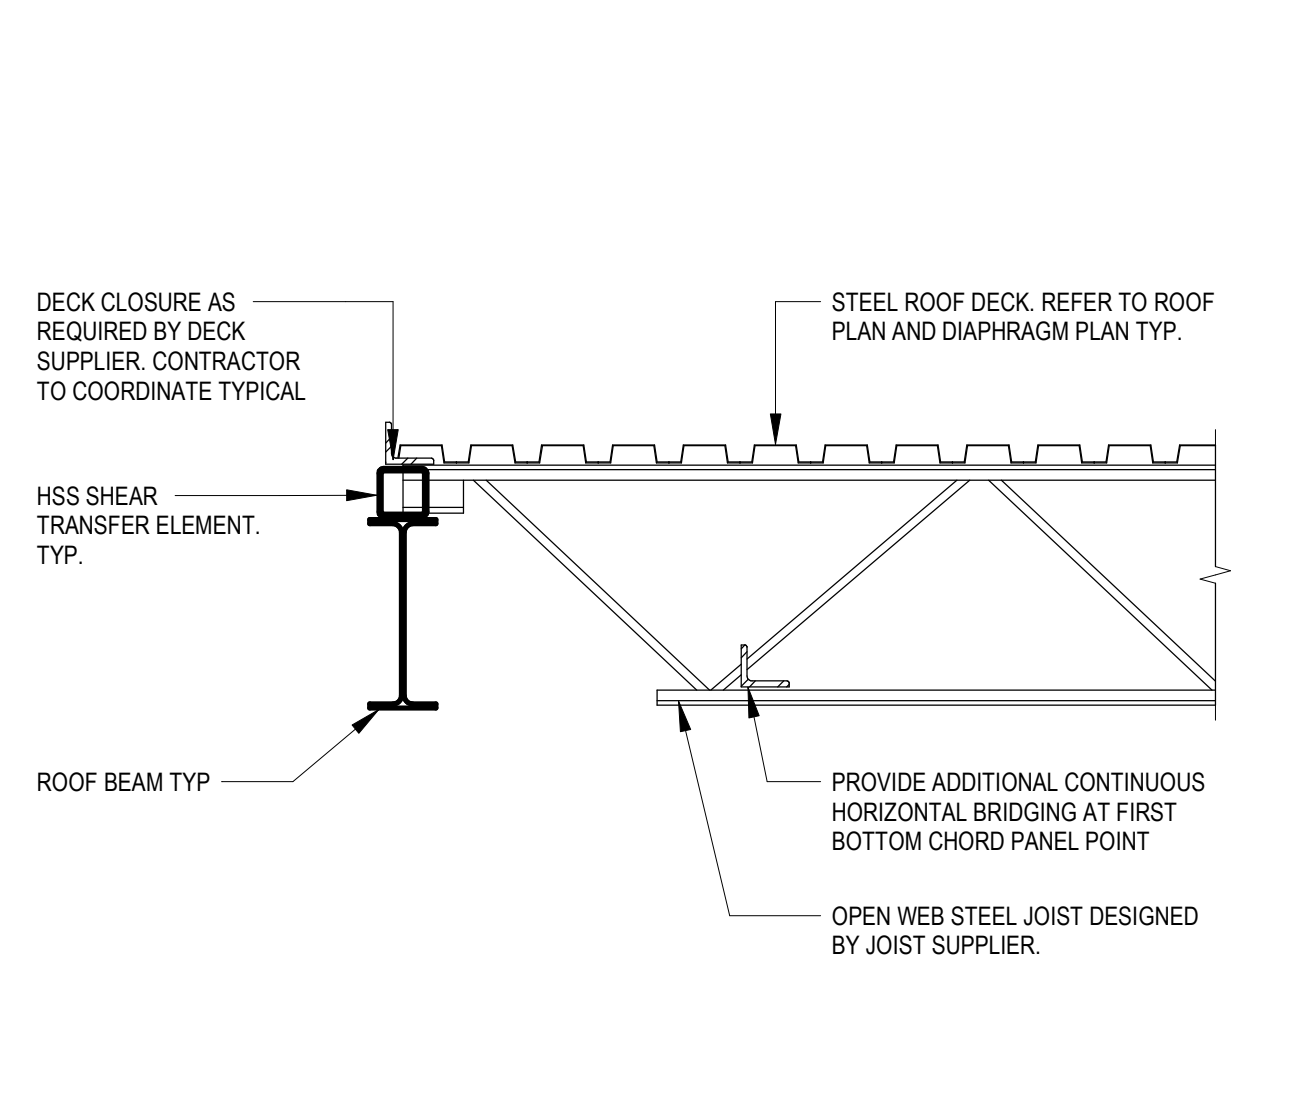 DECK CLOSURE AS
REQUIRED BY DECK
SUPPLIER. CONTRACTOR
TO COORDINATE TYPICAL
STEEL ROOF DECK. REFER TO ROOF
PLAN AND DIAPHRAGM PLAN TYP.
HSS SHEAR
TRANSFER ELEMENT.
TYP.
ROOF BEAM TYP
PROVIDE ADDITIONAL CONTINUOUS
HORIZONTAL BRIDGING AT FIRST
BOTTOM CHORD PANEL POINT
OPEN WEB STEEL JOIST DESIGNED
BY JOIST SUPPLIER.